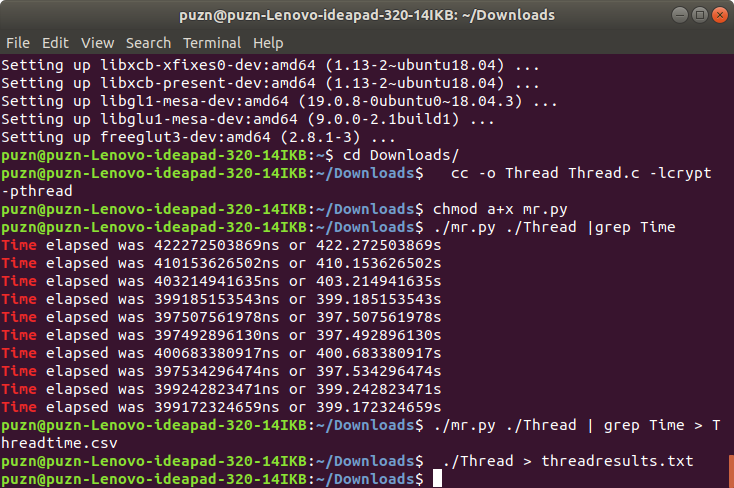 puzn@puzn-Lenovo-ideapad-320-14IKB: ~/Downloads
File Edit View Search Terminal Help
Setting up libxcb-xfixes0-dev:amd64 (1.13-2~ubuntu18.04) ...
Setting up libxcb-present-dev:amd64 (1.13-2~ubuntu18.04) ...
Setting up libgl1-mesa-dev:amd64 (19.0.8-0ubuntu0~18.04.3) ...
Setting up libglu1-mesa-dev:amd64 (9.0.0-2.1build1) ...
Setting up freeglut3-dev:amd64 (2.8.1-3) ...
puzn@puzn-Lenovo-ideapad-320-14IKB:~$ cd Downloads/
puzn@puzn-Lenovo-ideapad-320-14IKB:~/Downloads$   cc -o Thread Thread.c -lcrypt
-pthread
puzn@puzn-Lenovo-ideapad-320-14IKB:~/Downloads$ chmod a+x mr.py
puzn@puzn-Lenovo-ideapad-320-14IKB:~/Downloads$ ./mr.py ./Thread |grep Time
Time elapsed was 422272503869ns or 422.272503869s
Time elapsed was 410153626502ns or 410.153626502s
Time elapsed was 403214941635ns or 403.214941635s
Time elapsed was 399185153543ns or 399.185153543s
Time elapsed was 397507561978ns or 397.507561978s
Time elapsed was 397492896130ns or 397.492896130s
Time elapsed was 400683380917ns or 400.683380917s
Time elapsed was 397534296474ns or 397.534296474s
Time elapsed was 399242823471ns or 399.242823471s
Time elapsed was 399172324659ns or 399.172324659s
puzn@puzn-Lenovo-ideapad-320-14IKB:~/Downloads$ ./mr.py ./Thread | grep Time > T
hreadtime.csv
puzn@puzn-Lenovo-ideapad-320-14IKB:~/Downloads$  ./Thread > threadresults.txt
puzn@puzn-Lenovo-ideapad-320-14IKB:~/Downloads$